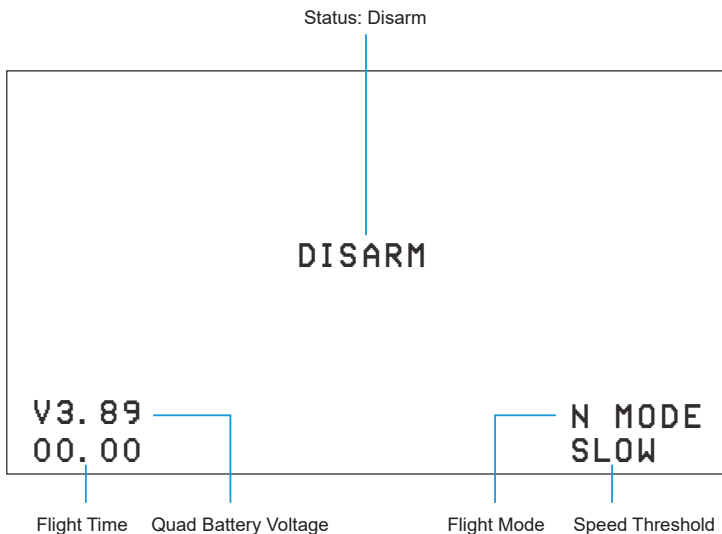 Status: Disarm
DISARM
V3.89
N MODE
00.00
SLOW
Flight Time
Quad Battery Voltage
Flight Mode
Speed Threshold